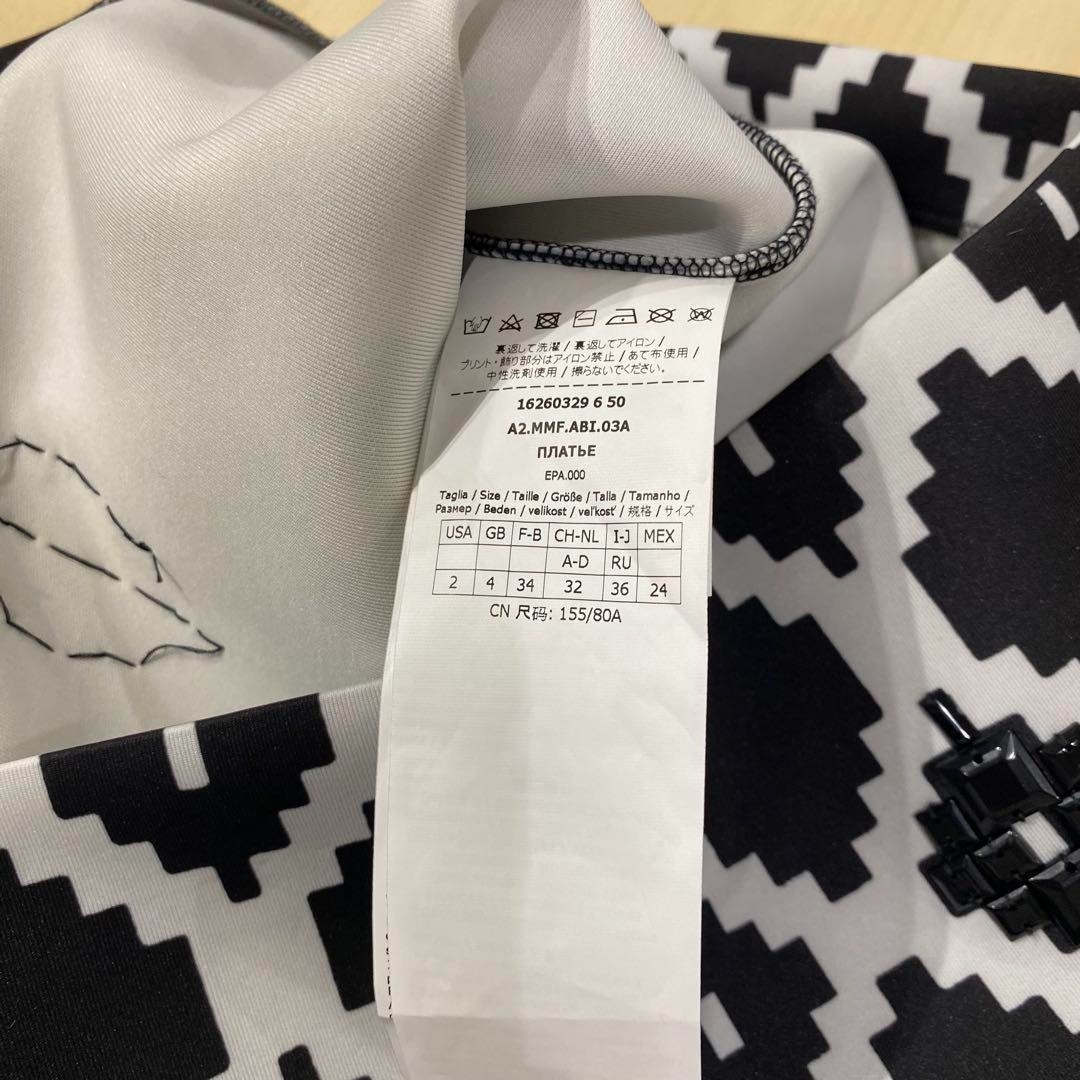 裏返して洗濯 / 裏返してアイロン /
プリント・飾り部分はアイロン禁止 / あて布使用 /
中性洗剤使用 / 擦らないでください。
16260329 6 50
A2.MMF.ABI.03A
ПЛАТЬЕ
EPA.000
Taglia / Size / Taille / Größe / Talla / Tamanho /
Размер / Beden / velikost / veľkosť / 規格 / サイズ
USA GB F-B CH-NL I-J MEX
A-D RU
2 4 34 32 36 24
CN 尺码: 155/80A